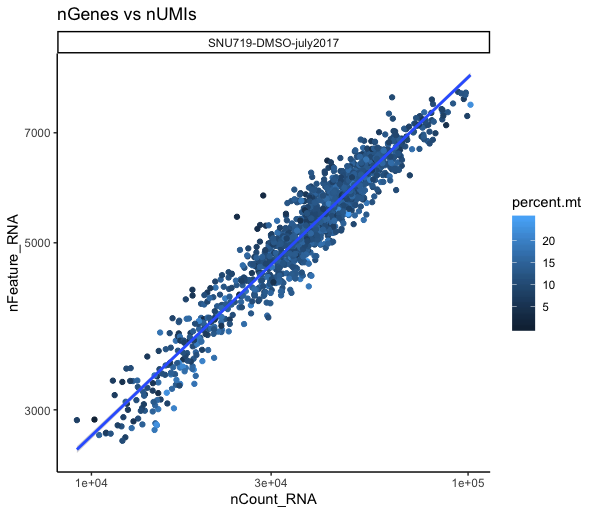 nGenes vs nUMIs
SNU719-DMSO-july2017
7000
5000
3000
nFeature_RNA
1e+04
3e+04
1e+05
nCount_RNA
percent.mt
20
15
10
5